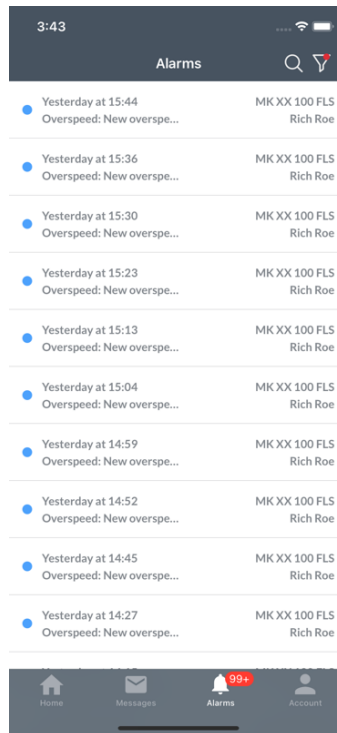 3:43
Alarms
Yesterday at 15:44 MK XX 100 FLS
Overspeed: New overspe... Rich Roe
Yesterday at 15:36 MK XX 100 FLS
Overspeed: New overspe... Rich Roe
Yesterday at 15:30 MK XX 100 FLS
Overspeed: New overspe... Rich Roe
Yesterday at 15:23 MK XX 100 FLS
Overspeed: New overspe... Rich Roe
Yesterday at 15:13 MK XX 100 FLS
Overspeed: New overspe... Rich Roe
Yesterday at 15:04 MK XX 100 FLS
Overspeed: New overspe... Rich Roe
Yesterday at 14:59 MK XX 100 FLS
Overspeed: New overspe... Rich Roe
Yesterday at 14:52 MK XX 100 FLS
Overspeed: New overspe... Rich Roe
Yesterday at 14:45 MK XX 100 FLS
Overspeed: New overspe... Rich Roe
Yesterday at 14:27 MK XX 100 FLS
Overspeed: New overspe... Rich Roe
99+
Home Messages Alarms Account